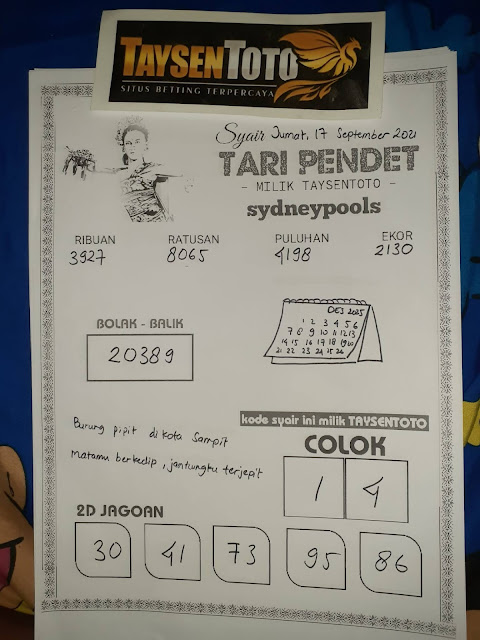 TAYSENTOTO
SITUS BETTING TERPERCAYA
Syair Jumat, 17 September 2021
TARI PENDET
- MILIK TAYSENTOTO -
sydneypools
RIBUAN RATUSAN PULUHAN EKOR
3927 8065 4198 2130
BOLAK - BALIK
20389
DES 2025
1 2 3 4 5 6
7 8 9 10 11 12 13
14 15 16 17 18 19 20
21 22 23 24 25 26
kode syair ini milik TAYSENTOTO
COLOK
1 4
Burung pipit di kota Sampit
matamu berkedip, jantungku terjepit
2D JAGOAN
30 41 73 95 86